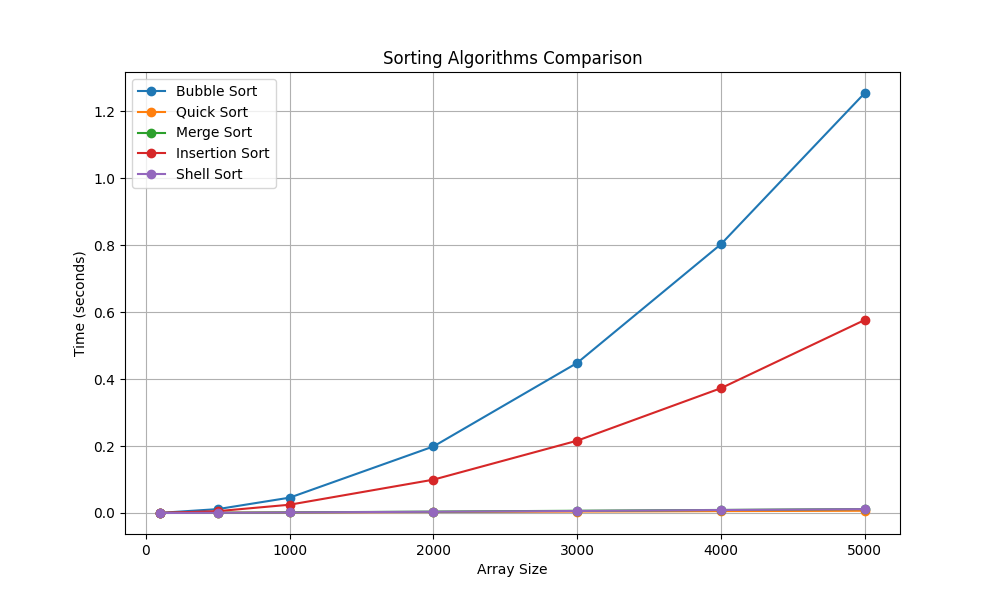 Sorting Algorithms Comparison
Bubble Sort
Quick Sort
Merge Sort
Insertion Sort
Shell Sort
Time (seconds)
1.2
1.0
0.8
0.6
0.4
0.2
0.0
0 1000 2000 3000 4000 5000
Array Size